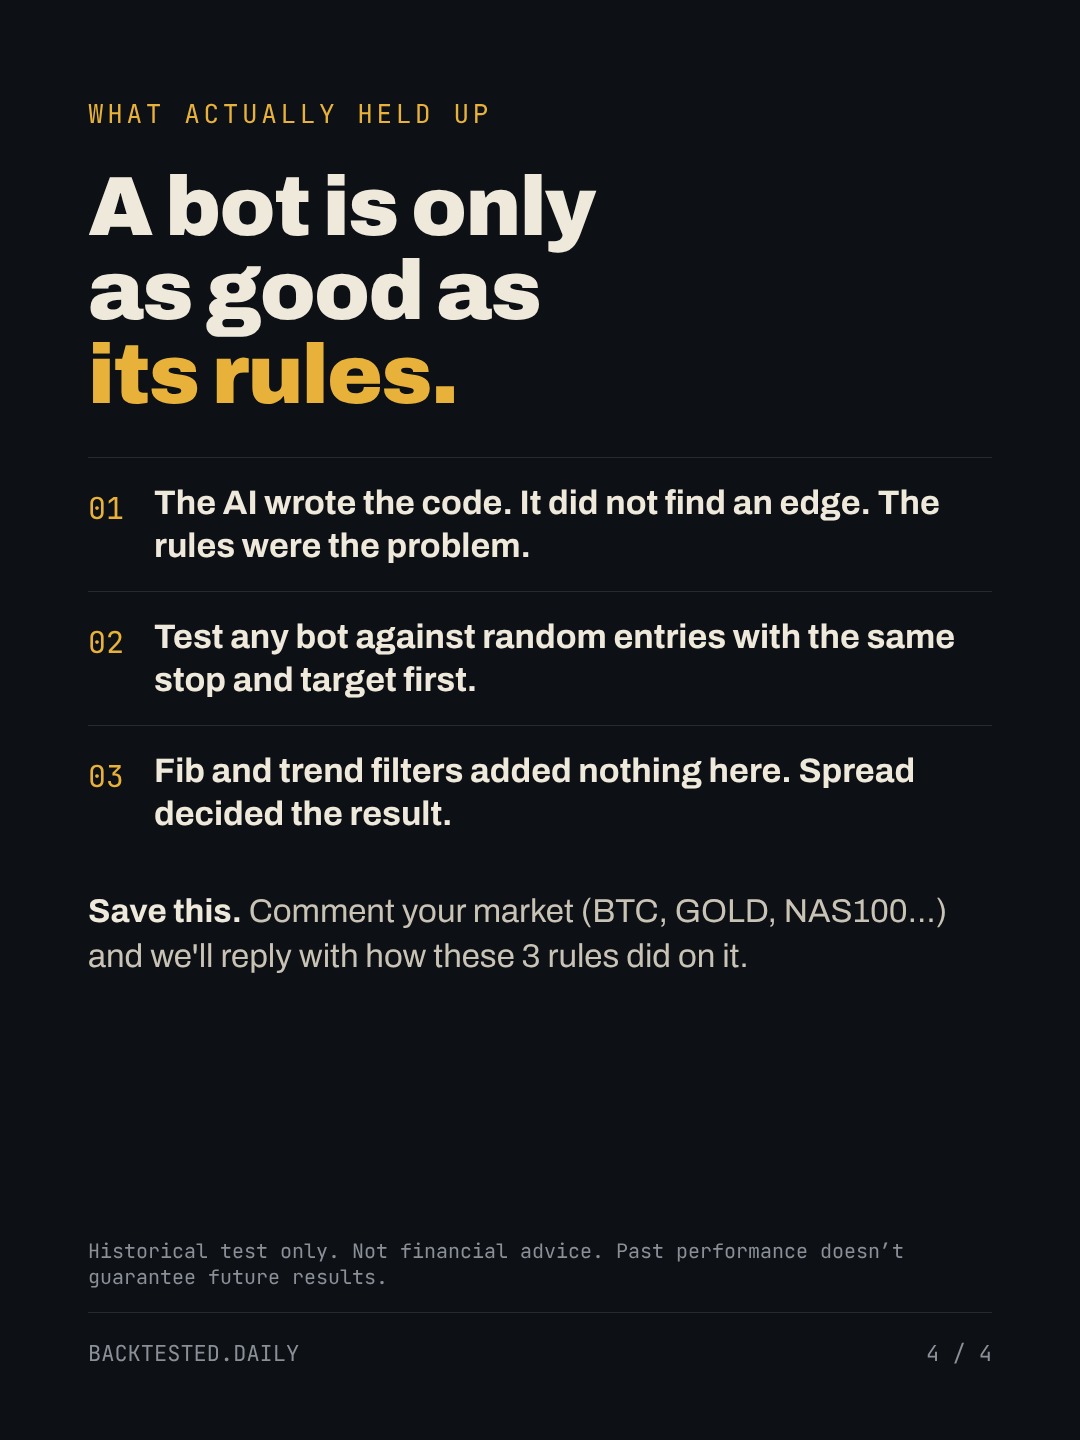 WHAT ACTUALLY HELD UP
A bot is only
as good as
its rules.
01 The AI wrote the code. It did not find an edge. The
rules were the problem.
02 Test any bot against random entries with the same
stop and target first.
03 Fib and trend filters added nothing here. Spread
decided the result.
Save this. Comment your market (BTC, GOLD, NAS100...)
and we'll reply with how these 3 rules did on it.
Historical test only. Not financial advice. Past performance doesn’t
guarantee future results.
BACKTESTED.DAILY 4 / 4